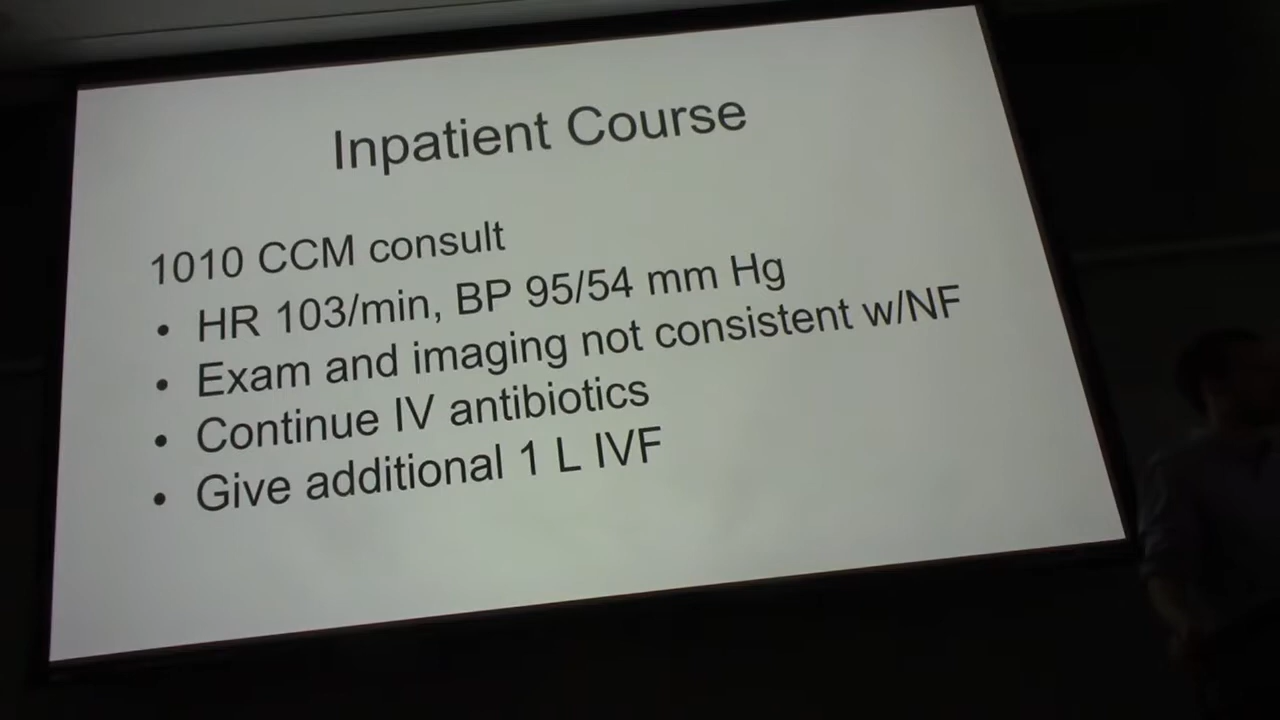 Inpatient Course
1010 CCM consult
• HR 103/min, BP 95/54 mm Hg
• Exam and imaging not consistent w/NF
• Continue IV antibiotics
• Give additional 1 L IVF